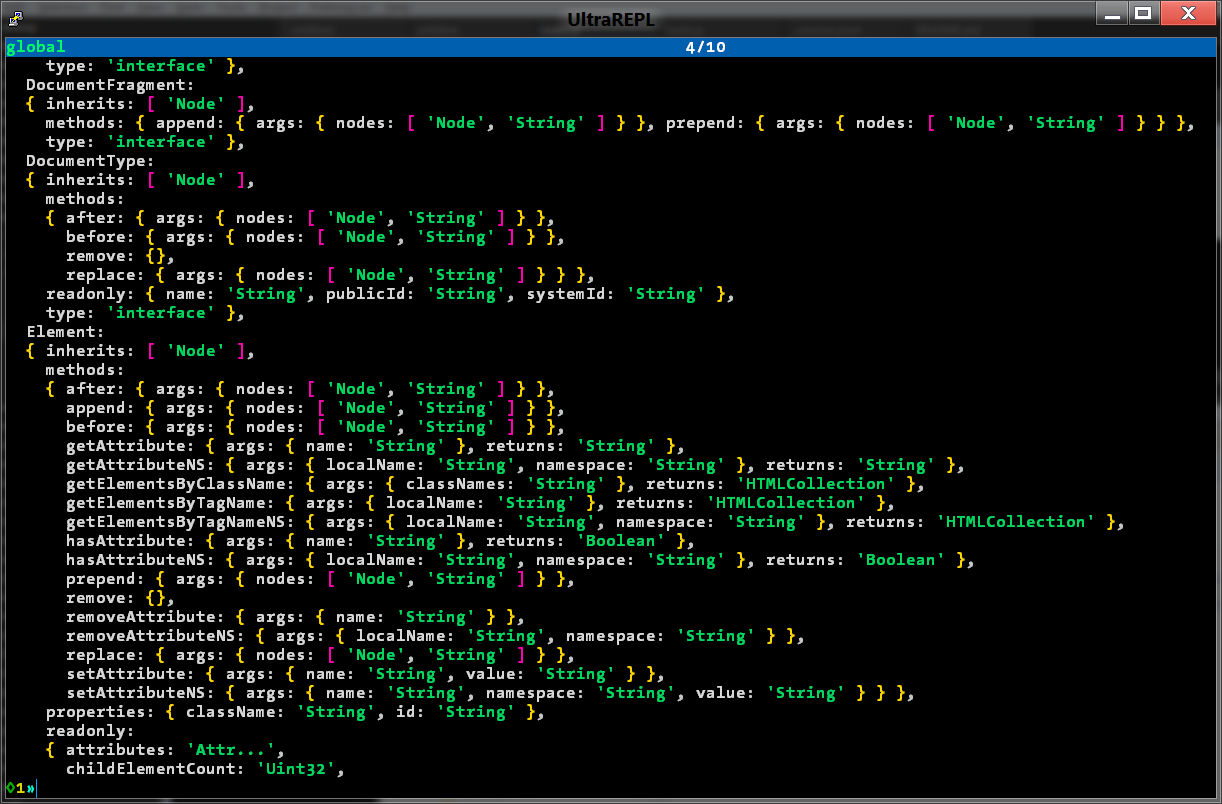 UltraREPL
global 4/10
type: 'interface' },
DocumentFragment:
{ inherits: [ 'Node' ],
methods: { append: { args: { nodes: [ 'Node', 'String' ] } }, prepend: { args: { nodes: [ 'Node', 'String' ] } } },
type: 'interface' },
DocumentType:
{ inherits: [ 'Node' ],
methods:
{ after: { args: { nodes: [ 'Node', 'String' ] } },
before: { args: { nodes: [ 'Node', 'String' ] } },
remove: {},
replace: { args: { nodes: [ 'Node', 'String' ] } } },
readonly: { name: 'String', publicId: 'String', systemId: 'String' },
type: 'interface' },
Element:
{ inherits: [ 'Node' ],
methods:
{ after: { args: { nodes: [ 'Node', 'String' ] } },
append: { args: { nodes: [ 'Node', 'String' ] } },
before: { args: { nodes: [ 'Node', 'String' ] } },
getAttribute: { args: { name: 'String' }, returns: 'String' },
getAttributeNS: { args: { localName: 'String', namespace: 'String' }, returns: 'String' },
getElementsByClassName: { args: { classNames: 'String' }, returns: 'HTMLCollection' },
getElementsByTagName: { args: { localName: 'String' }, returns: 'HTMLCollection' },
getElementsByTagNameNS: { args: { localName: 'String', namespace: 'String' }, returns: 'HTMLCollection' },
hasAttribute: { args: { name: 'String' }, returns: 'Boolean' },
hasAttributeNS: { args: { localName: 'String', namespace: 'String' }, returns: 'Boolean' },
prepend: { args: { nodes: [ 'Node', 'String' ] } },
remove: {},
removeAttribute: { args: { name: 'String' } },
removeAttributeNS: { args: { localName: 'String', namespace: 'String' } },
replace: { args: { nodes: [ 'Node', 'String' ] } },
setAttribute: { args: { name: 'String', value: 'String' } },
setAttributeNS: { args: { name: 'String', namespace: 'String', value: 'String' } } },
properties: { className: 'String', id: 'String' },
readonly:
{ attributes: 'Attr...',
childElementCount: 'Uint32',
◊1»